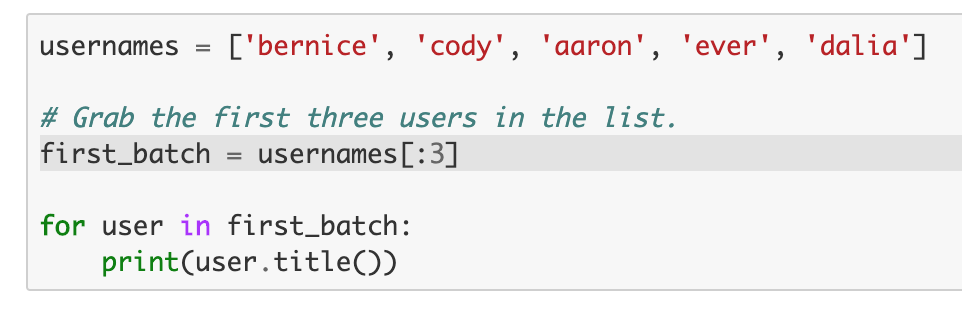 usernames = ['bernice', 'cody', 'aaron', 'ever', 'dalia']
# Grab the first three users in the list.
first_batch = usernames[:3]
for user in first_batch:
    print(user.title())